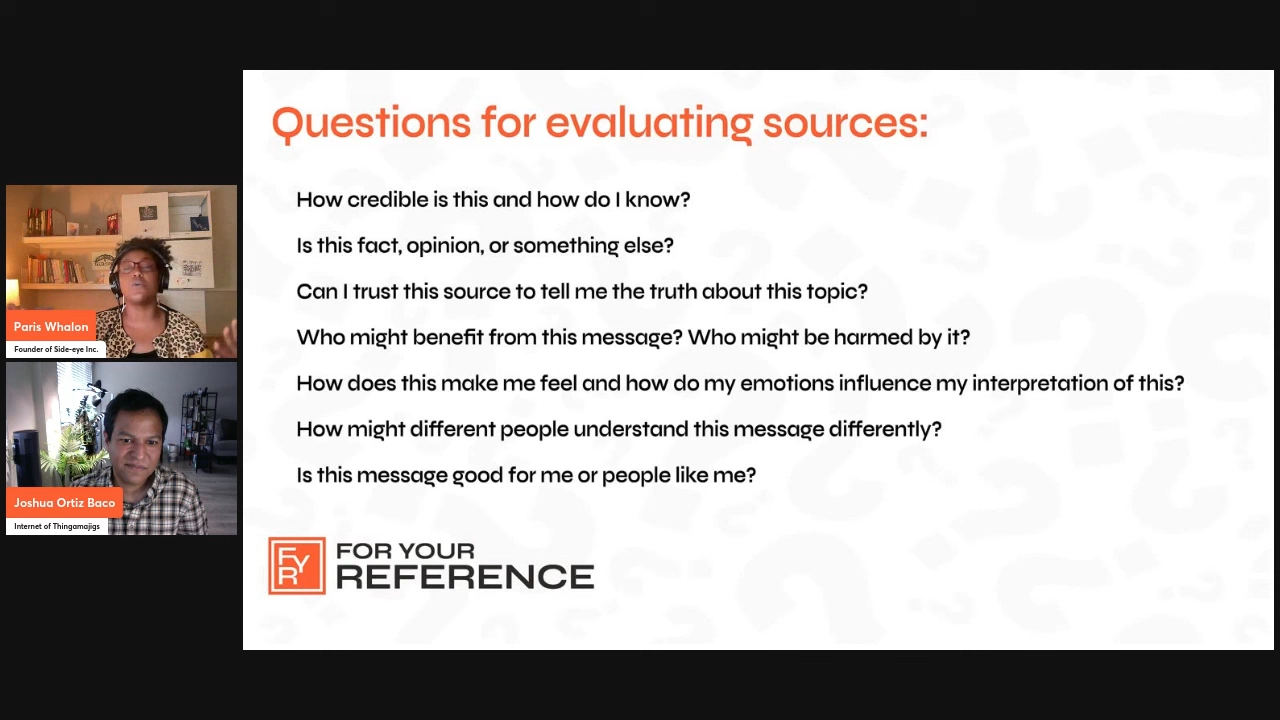 Questions for evaluating sources:
How credible is this and how do I know?
Is this fact, opinion, or something else?
Can I trust this source to tell me the truth about this topic?
Who might benefit from this message? Who might be harmed by it?
How does this make me feel and how do my emotions influence my interpretation of this?
How might different people understand this message differently?
Is this message good for me or people like me?
FYR
FOR YOUR
REFERENCE
Paris Whalon
Founder of Side-eye Inc.
Joshua Ortiz Baco
Internet of Thingamajigs